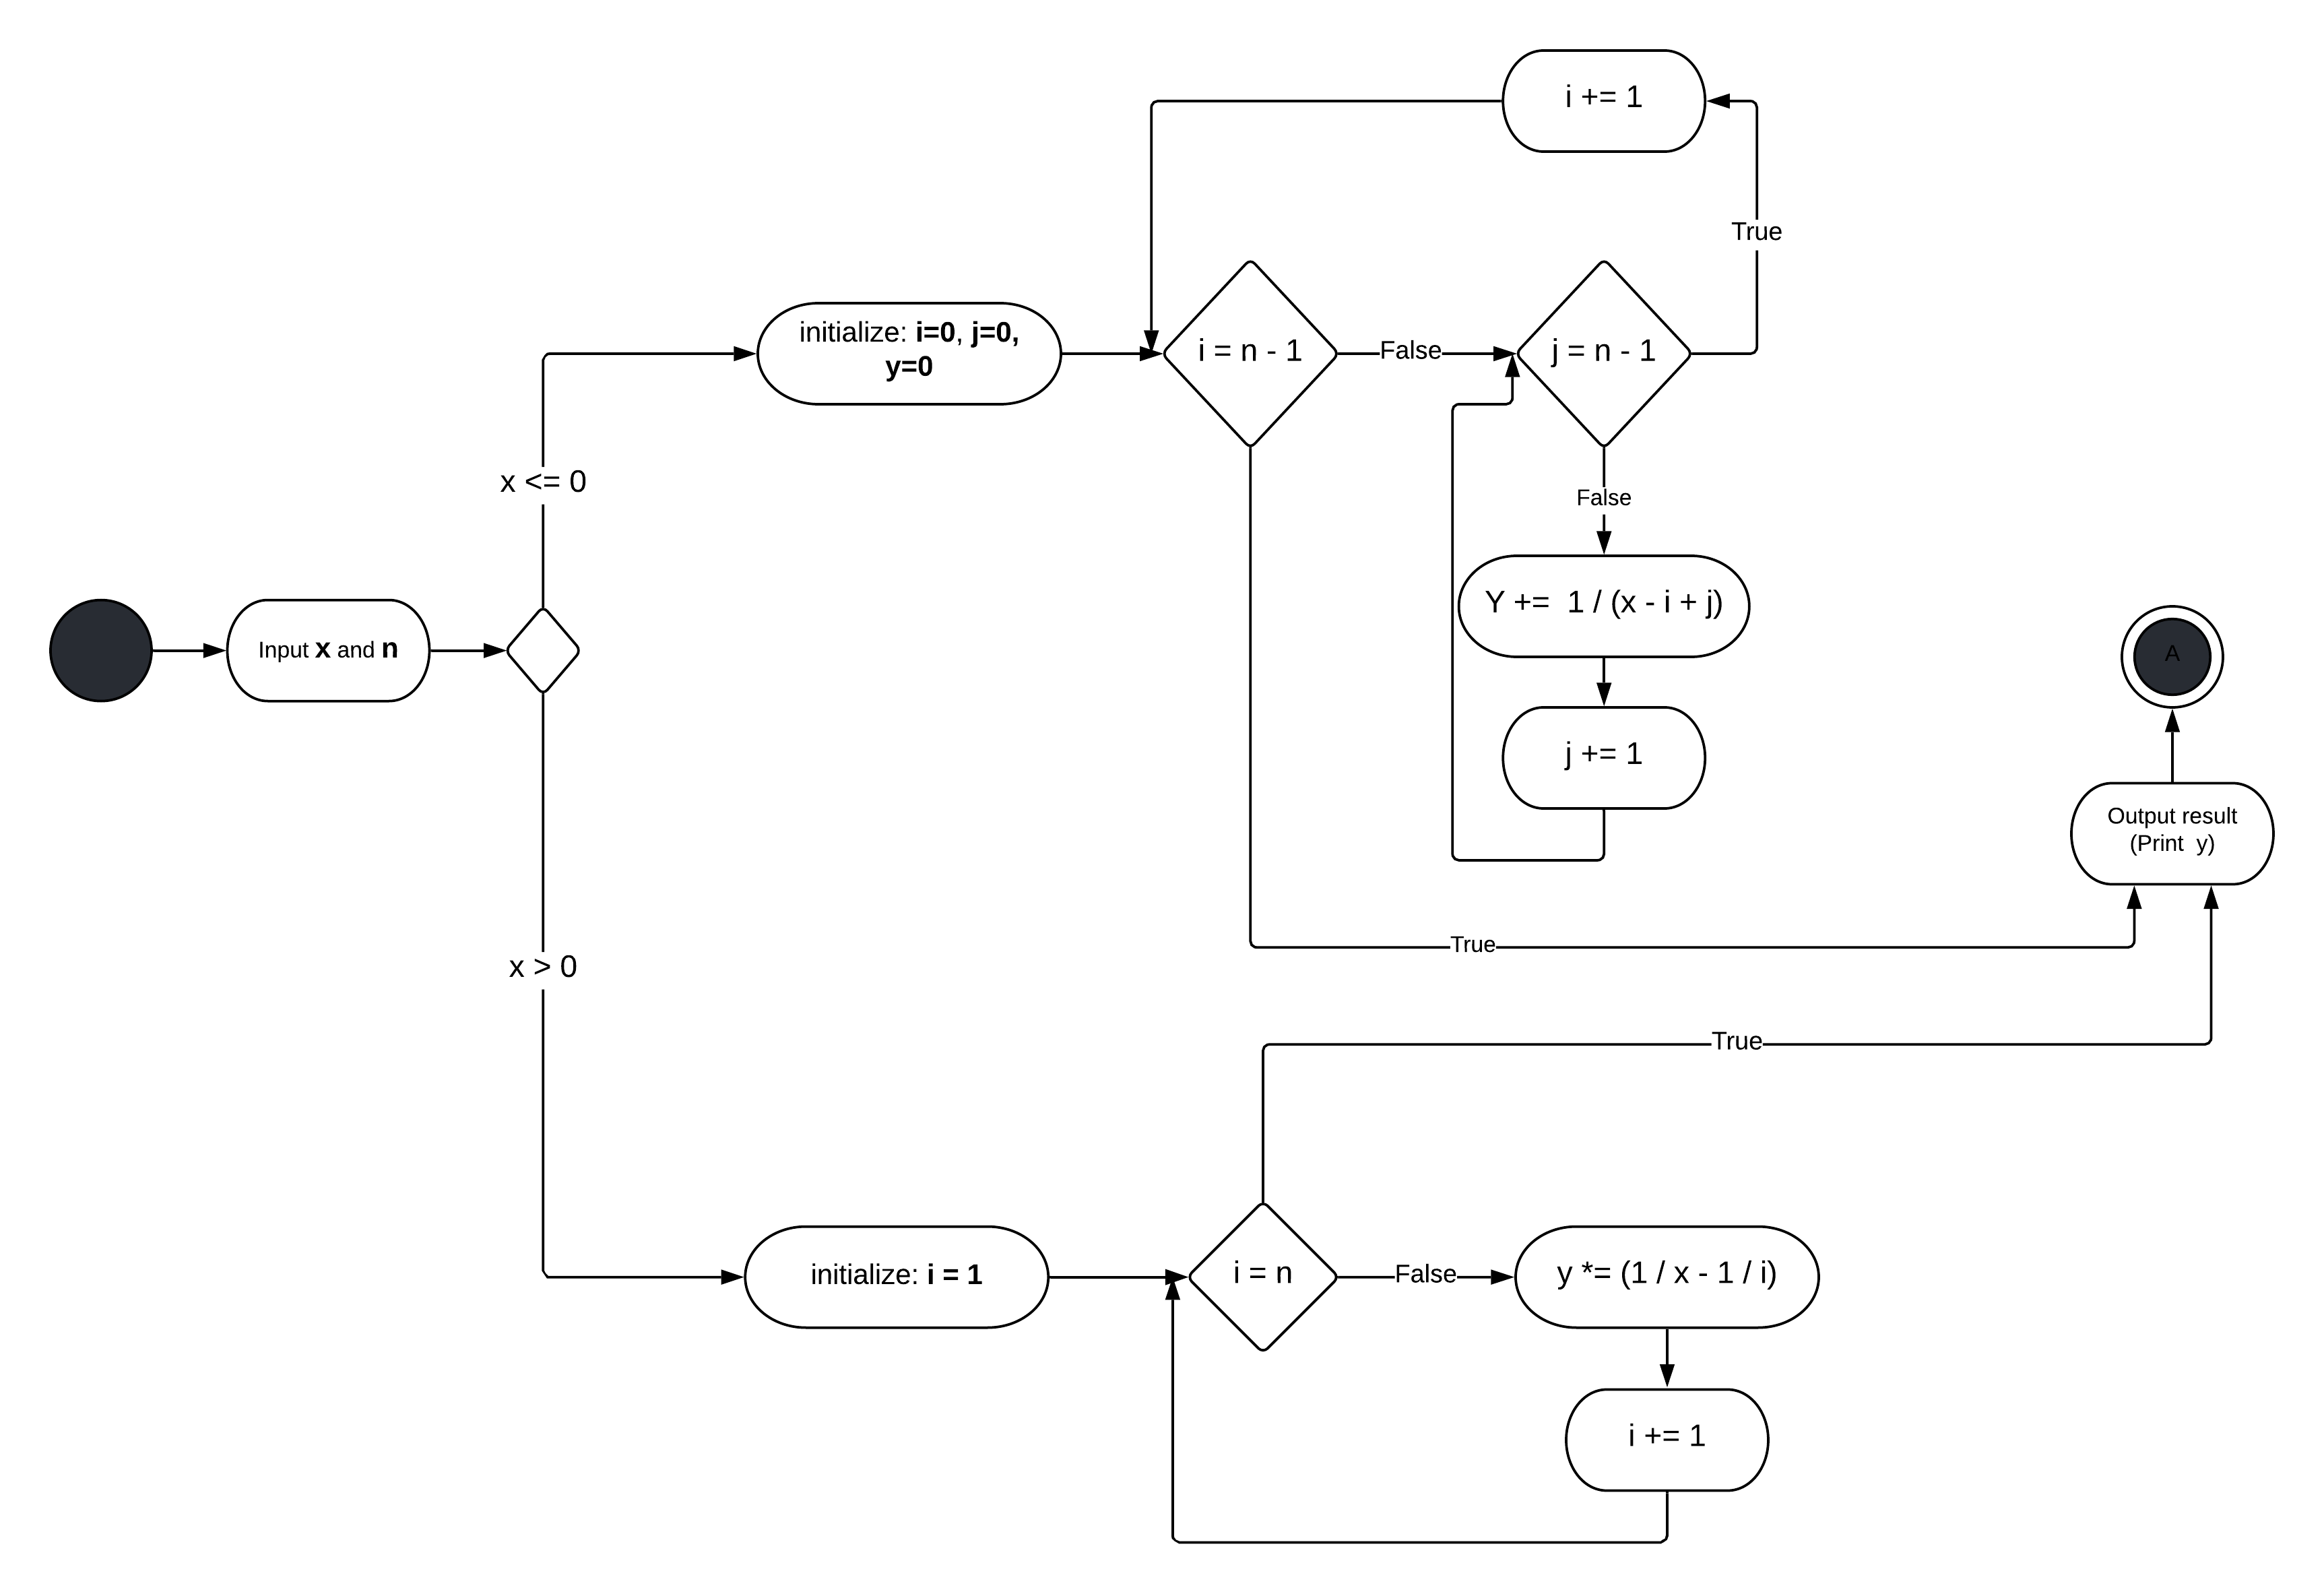 i += 1
True
initialize: i=0, j=0,
y=0
i = n - 1
False
j = n - 1
x <= 0
False
Y +=  1 / (x - i + j)
Input x and n
A
j += 1
Output result
(Print  y)
True
x > 0
True
initialize: i = 1
i = n
False
y *= (1 / x - 1 / i)
i += 1